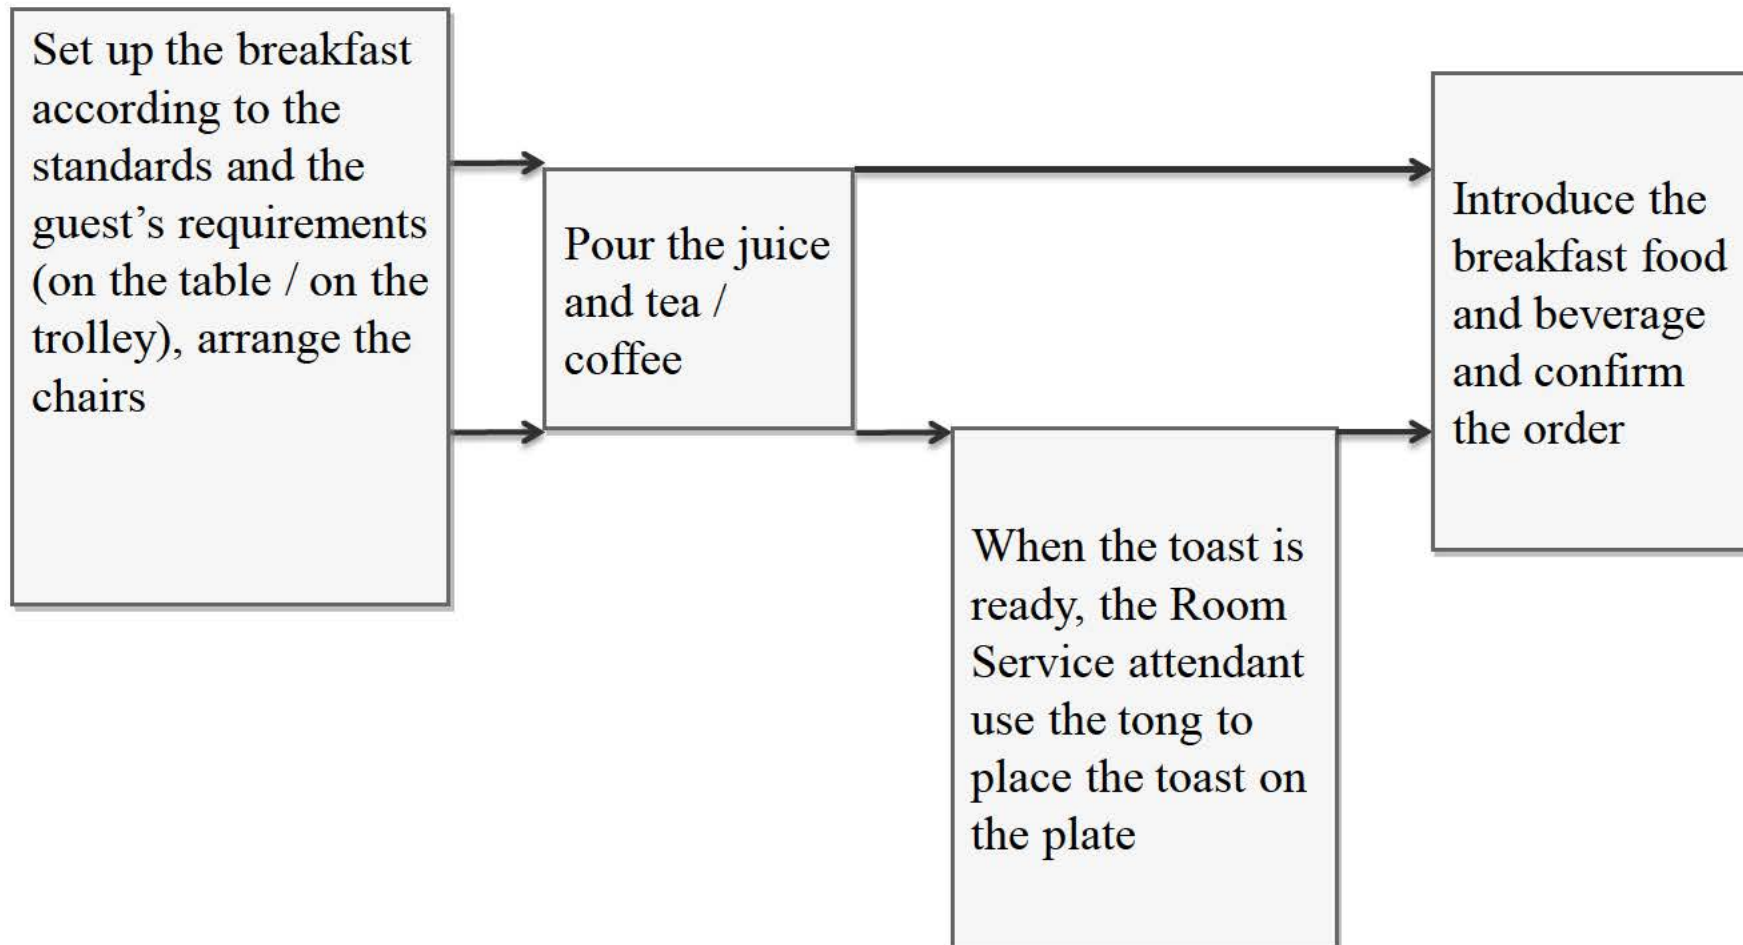 Set up the breakfast
according to the
standards and the
guest’s requirements
(on the table / on the
trolley), arrange the
chairs
Pour the juice
and tea /
coffee
When the toast is
ready, the Room
Service attendant
use the tong to
place the toast on
the plate
Introduce the
breakfast food
and beverage
and confirm
the order